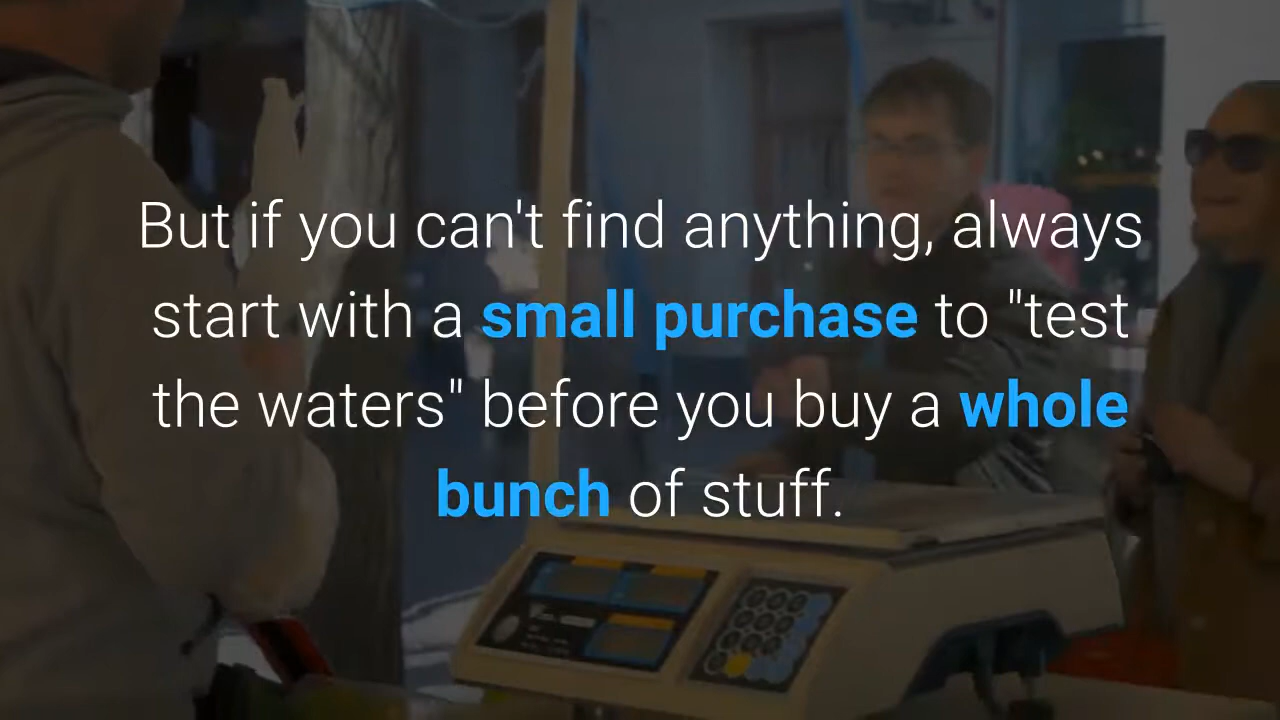 But if you can't find anything, always
start with a small purchase to "test
the waters" before you buy a whole
bunch of stuff.